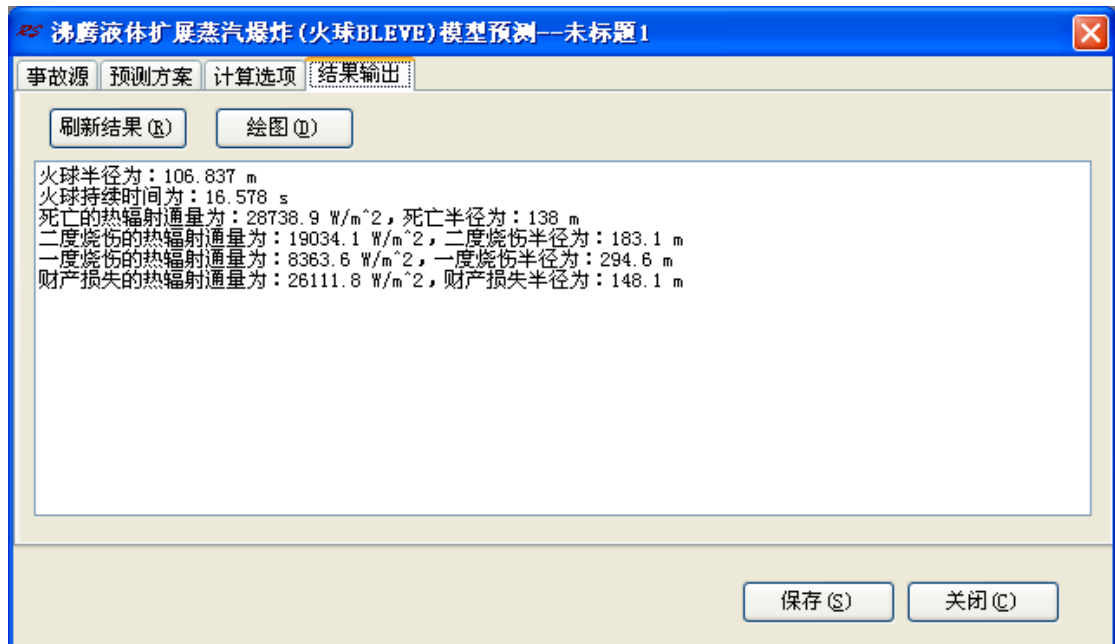 RS 沸腾液体扩展蒸汽爆炸(火球BLEVE)模型预测--未标题1
事故源 预测方案 计算选项 结果输出
刷新结果(R) 绘图(D)
火球半径为：106.837 m
火球持续时间为：16.578 s
死亡的热辐射通量为：28738.9 W/m^2，死亡半径为：138 m
二度烧伤的热辐射通量为：19034.1 W/m^2，二度烧伤半径为：183.1 m
一度烧伤的热辐射通量为：8363.6 W/m^2，一度烧伤半径为：294.6 m
财产损失的热辐射通量为：26111.8 W/m^2，财产损失半径为：148.1 m
保存(S) 关闭(C)